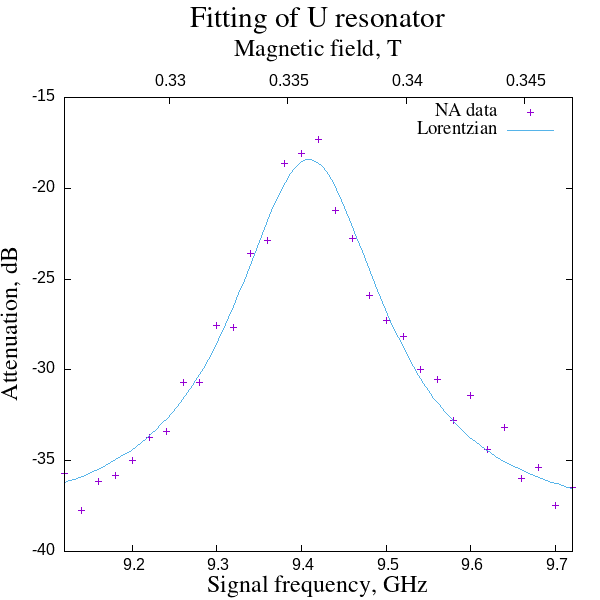 Fitting of U resonator
Magnetic field, T
0.33 0.335 0.34 0.345
-15
NA data
Lorentzian
-20
-25
-30
-35
-40
Attenuation, dB
9.2 9.3 9.4 9.5 9.6 9.7
Signal frequency, GHz